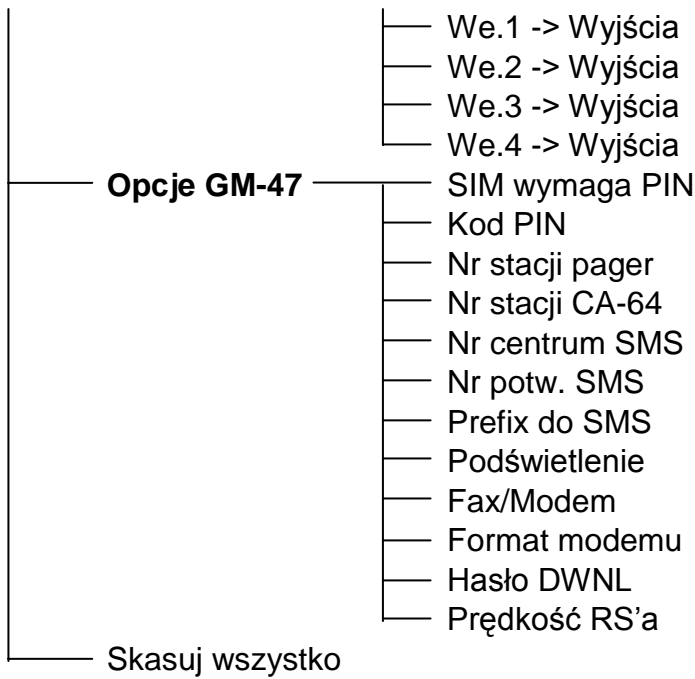 We.1 -> Wyjścia
We.2 -> Wyjścia
We.3 -> Wyjścia
We.4 -> Wyjścia
Opcje GM-47 SIM wymaga PIN
Kod PIN
Nr stacji pager
Nr stacji CA-64
Nr centrum SMS
Nr potw. SMS
Prefix do SMS
Podświetlenie
Fax/Modem
Format modemu
Hasło DWNL
Prędkość RS’a
Skasuj wszystko